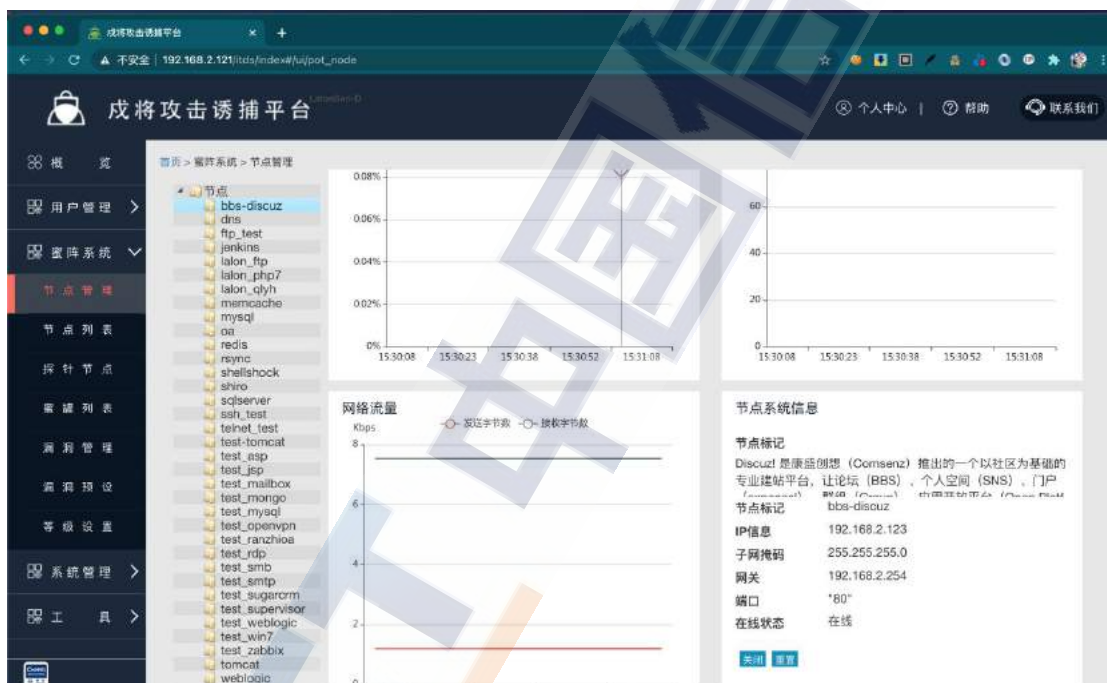 戍将攻击诱捕平台
不安全 | 192.168.2.121/itds/index#/ui/pot_node
戍将攻击诱捕平台
个人中心 | 帮助 联系我们
概 览
用户管理
蜜阵系统
节点管理
节点列表
探针节点
蜜罐列表
漏洞管理
漏洞预设
等级设置
系统管理
工 具
首页 > 蜜阵系统 > 节点管理
节点
bbs-discuz
dns
ftp_test
jenkins
lalon_ftp
lalon_php7
lalon_qlyh
memcache
mysql
oa
redis
rsync
shellshock
shiro
sqlserver
ssh_test
telnet_test
test-tomcat
test_asp
test_jsp
test_mailbox
test_mongo
test_mysql
test_openvpn
test_ranzhioa
test_rdp
test_smb
test_smtp
test_sugarcrm
test_supervisor
test_weblogic
test_win7
test_zabbix
tomcat
weblogic
0.08%
0.06%
0.04%
0.02%
0%
15:30:08 15:30:23 15:30:38 15:30:52 15:31:08
60
40
20
0
15:30:08 15:30:23 15:30:38 15:30:52 15:31:08
网络流量
发送字节数 接收字节数
Kbps
8
6
4
2
0
节点系统信息
节点标记
Discuz! 是康盛创想（Comsenz）推出的一个以社区为基础的
专业建站平台，让论坛（BBS）、个人空间（SNS）、门户
节点标记 bbs-discuz
IP信息 192.168.2.123
子网掩码 255.255.255.0
网关 192.168.2.254
端口 "80"
在线状态 在线
关闭 重置